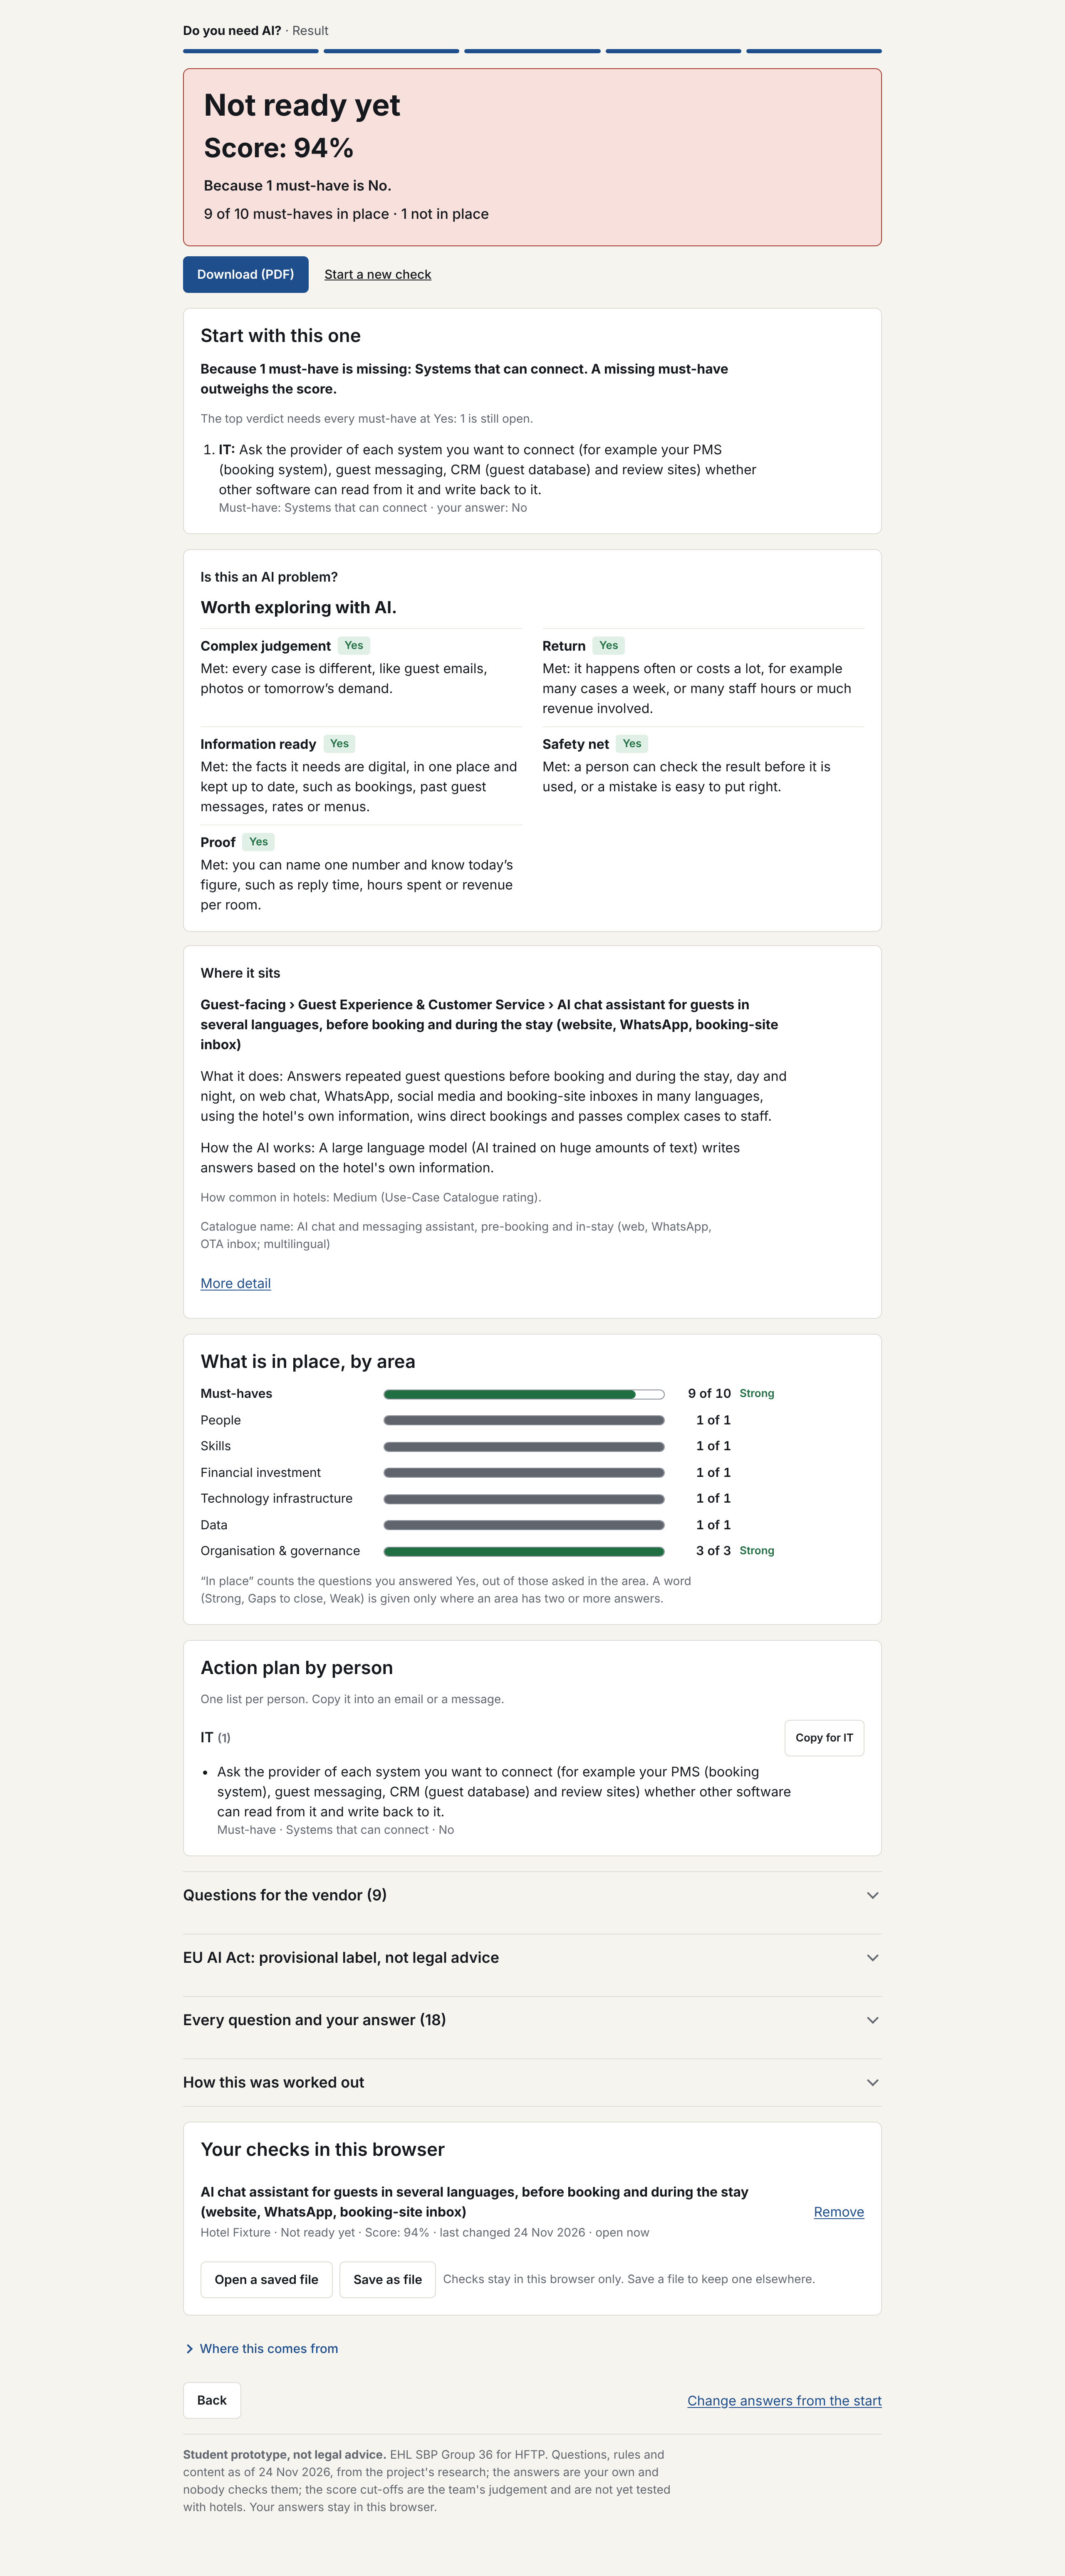 Do you need AI? · Result
Not ready yet
Score: 94%
Because 1 must-have is No.
9 of 10 must-haves in place · 1 not in place
Download (PDF)
Start a new check
Start with this one
Because 1 must-have is missing: Systems that can connect. A missing must-have
outweighs the score.
The top verdict needs every must-have at Yes: 1 is still open.
1. IT: Ask the provider of each system you want to connect (for example your PMS
(booking system), guest messaging, CRM (guest database) and review sites) whether
other software can read from it and write back to it.
Must-have: Systems that can connect · your answer: No
Is this an AI problem?
Worth exploring with AI.
Complex judgement Yes
Met: every case is different, like guest emails,
photos or tomorrow’s demand.
Return Yes
Met: it happens often or costs a lot, for example
many cases a week, or many staff hours or much
revenue involved.
Information ready Yes
Met: the facts it needs are digital, in one place and
kept up to date, such as bookings, past guest
messages, rates or menus.
Safety net Yes
Met: a person can check the result before it is
used, or a mistake is easy to put right.
Proof Yes
Met: you can name one number and know today’s
figure, such as reply time, hours spent or revenue
per room.
Where it sits
Guest-facing › Guest Experience & Customer Service › AI chat assistant for guests in
several languages, before booking and during the stay (website, WhatsApp, booking-site
inbox)
What it does: Answers repeated guest questions before booking and during the stay, day and
night, on web chat, WhatsApp, social media and booking-site inboxes in many languages,
using the hotel's own information, wins direct bookings and passes complex cases to staff.
How the AI works: A large language model (AI trained on huge amounts of text) writes
answers based on the hotel's own information.
How common in hotels: Medium (Use-Case Catalogue rating).
Catalogue name: AI chat and messaging assistant, pre-booking and in-stay (web, WhatsApp,
OTA inbox; multilingual)
More detail
What is in place, by area
Must-haves 9 of 10 Strong
People 1 of 1
Skills 1 of 1
Financial investment 1 of 1
Technology infrastructure 1 of 1
Data 1 of 1
Organisation & governance 3 of 3 Strong
“In place” counts the questions you answered Yes, out of those asked in the area. A word
(Strong, Gaps to close, Weak) is given only where an area has two or more answers.
Action plan by person
One list per person. Copy it into an email or a message.
IT (1)
Copy for IT
• Ask the provider of each system you want to connect (for example your PMS (booking
system), guest messaging, CRM (guest database) and review sites) whether other software
can read from it and write back to it.
Must-have · Systems that can connect · No
Questions for the vendor (9)
EU AI Act: provisional label, not legal advice
Every question and your answer (18)
How this was worked out
Your checks in this browser
AI chat assistant for guests in several languages, before booking and during the stay
(website, WhatsApp, booking-site inbox)
Hotel Fixture · Not ready yet · Score: 94% · last changed 24 Nov 2026 · open now
Remove
Open a saved file
Save as file
Checks stay in this browser only. Save a file to keep one elsewhere.
Where this comes from
Back
Change answers from the start
Student prototype, not legal advice. EHL SBP Group 36 for HFTP. Questions, rules and
content as of 24 Nov 2026, from the project's research; the answers are your own and
nobody checks them; the score cut-offs are the team's judgement and are not yet tested
with hotels. Your answers stay in this browser.